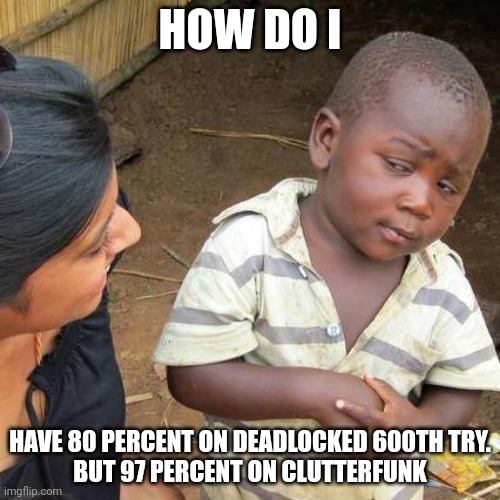 HOW DO I
HAVE 80 PERCENT ON DEADLOCKED 600TH TRY.
BUT 97 PERCENT ON CLUTTERFUNK
imgflip.com